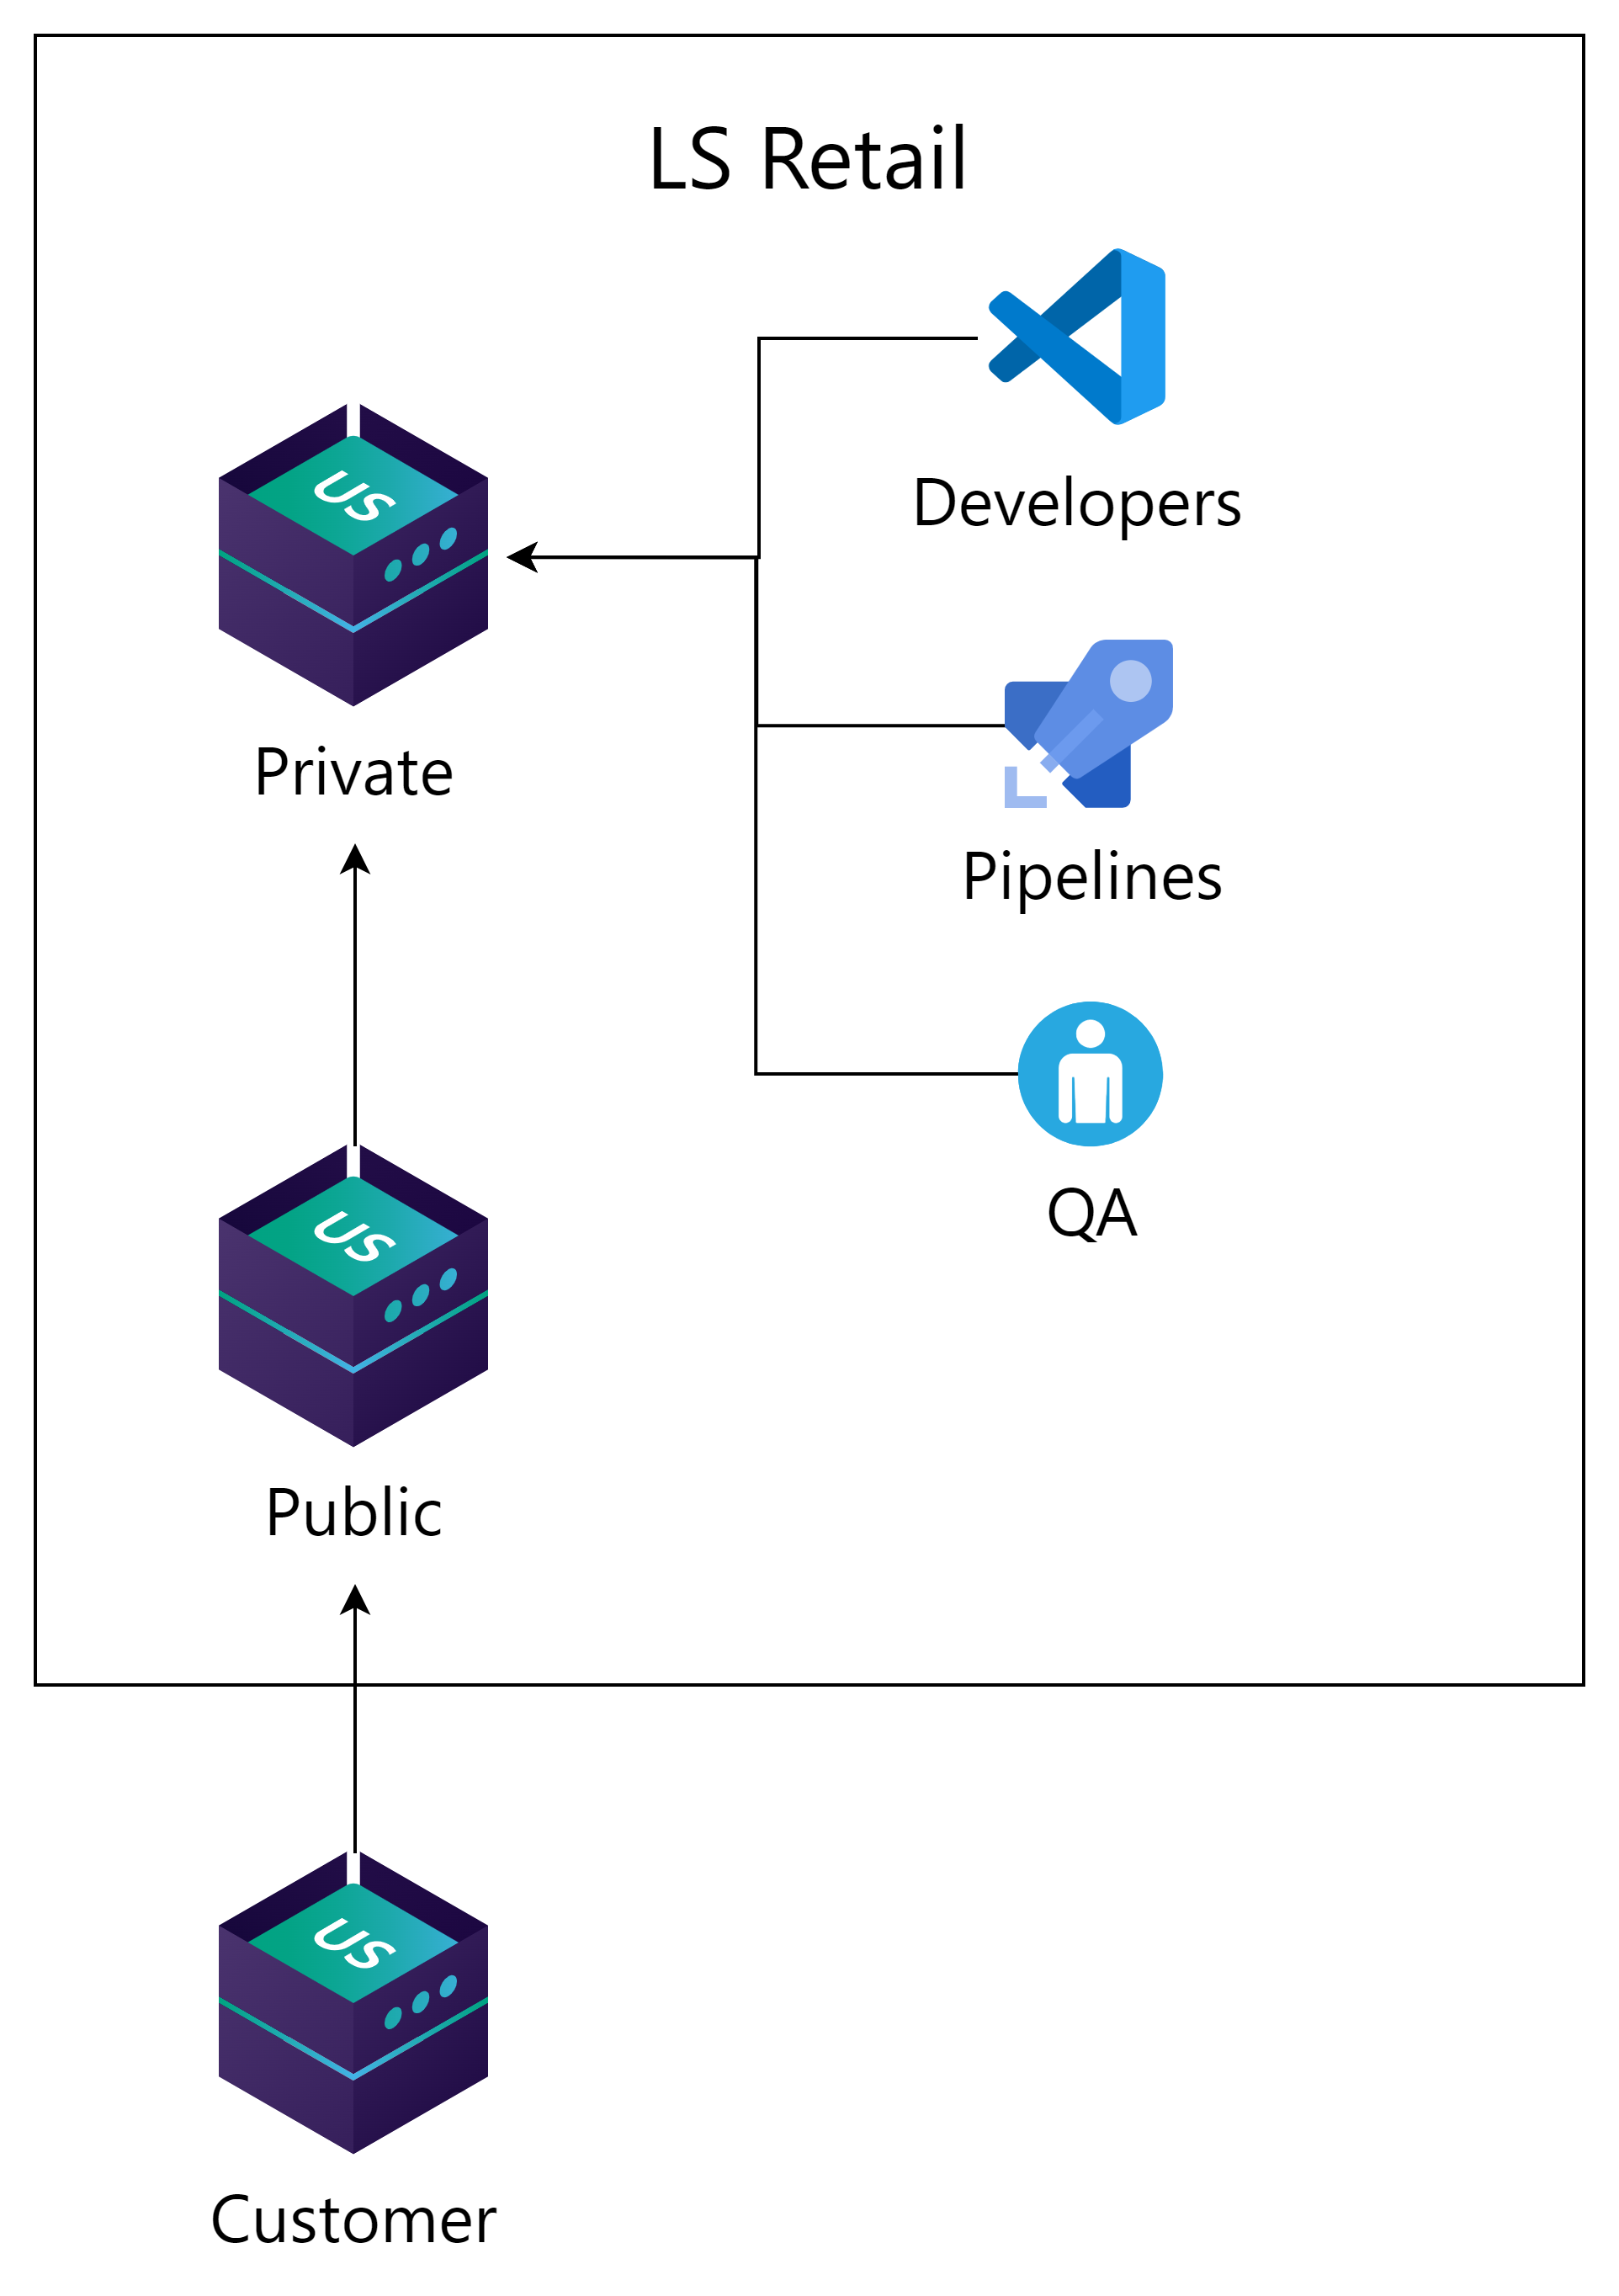 LS Retail
Developers
US
Private
Pipelines
QA
US
Public
US
Customer